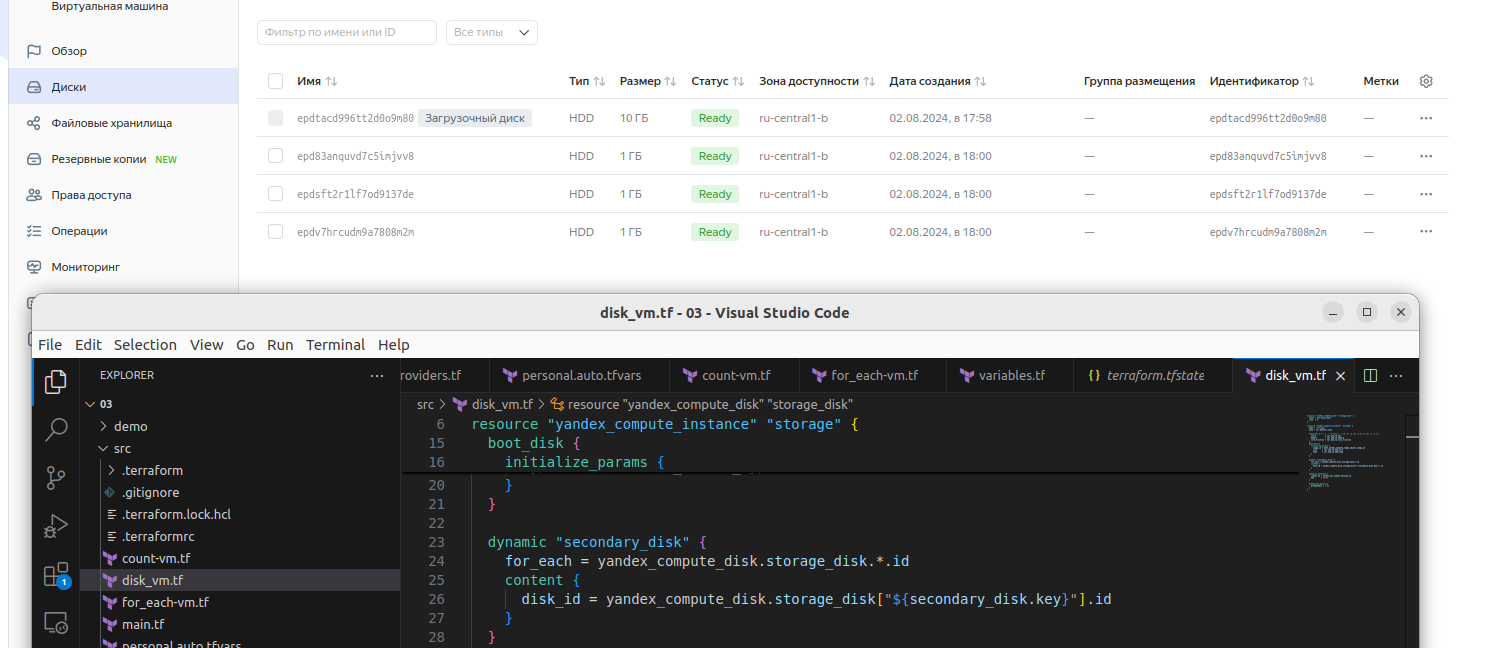 Виртуальная машина
Обзор
Диски
Файловые хранилища
Резервные копии NEW
Права доступа
Операции
Мониторинг
Фильтр по имени или ID Все типы
Имя Тип Размер Статус Зона доступности Дата создания Группа размещения Идентификатор Метки
epdtacd996tt2d0o9m80 Загрузочный диск HDD 10 ГБ Ready ru-central1-b 02.08.2024, в 17:58 — epdtacd996tt2d0o9m80 — ···
epd83anquvd7c5imjvv8 HDD 1 ГБ Ready ru-central1-b 02.08.2024, в 18:00 — epd83anquvd7c5imjvv8 — ···
epdsft2r1lf7od9137de HDD 1 ГБ Ready ru-central1-b 02.08.2024, в 18:00 — epdsft2r1lf7od9137de — ···
epdv7hrcudm9a7808m2m HDD 1 ГБ Ready ru-central1-b 02.08.2024, в 18:00 — epdv7hrcudm9a7808m2m — ···
disk_vm.tf - 03 - Visual Studio Code
File Edit Selection View Go Run Terminal Help
EXPLORER ···
03
demo
src
.terraform
.gitignore
.terraform.lock.hcl
.terraformrc
count-vm.tf
1
disk_vm.tf
for_each-vm.tf
main.tf
personal.auto.tfvars
roviders.tf personal.auto.tfvars count-vm.tf for_each-vm.tf variables.tf {} terraform.tfstate disk_vm.tf ···
src > disk_vm.tf > resource "yandex_compute_disk" "storage_disk"
6 resource "yandex_compute_instance" "storage" {
15 boot_disk {
16 initialize_params {
20 }
21 }
22
23 dynamic "secondary_disk" {
24 for_each = yandex_compute_disk.storage_disk.*.id
25 content {
26 disk_id = yandex_compute_disk.storage_disk["${secondary_disk.key}"].id
27 }
28 }